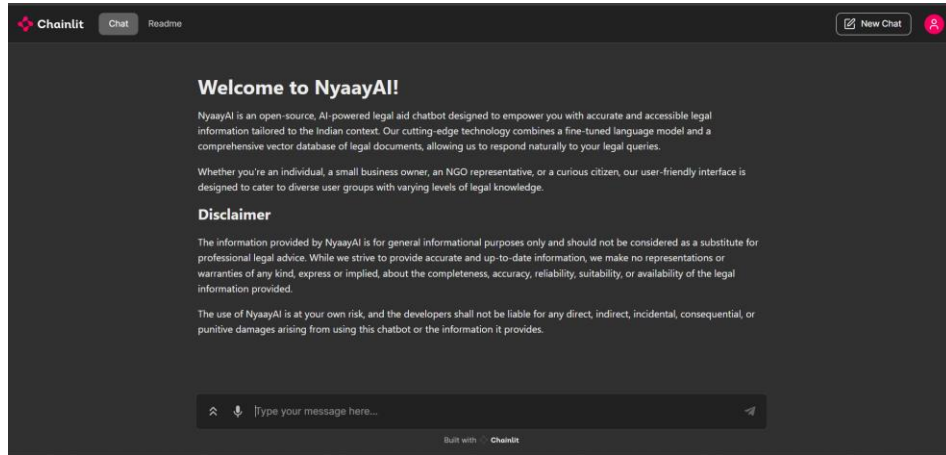 Chainlit Chat Readme New Chat
Welcome to NyaayAI!
NyaayAI is an open-source, AI-powered legal aid chatbot designed to empower you with accurate and accessible legal
information tailored to the Indian context. Our cutting-edge technology combines a fine-tuned language model and a
comprehensive vector database of legal documents, allowing us to respond naturally to your legal queries.
Whether you're an individual, a small business owner, an NGO representative, or a curious citizen, our user-friendly interface is
designed to cater to diverse user groups with varying levels of legal knowledge.
Disclaimer
The information provided by NyaayAI is for general informational purposes only and should not be considered as a substitute for
professional legal advice. While we strive to provide accurate and up-to-date information, we make no representations or
warranties of any kind, express or implied, about the completeness, accuracy, reliability, suitability, or availability of the legal
information provided.
The use of NyaayAI is at your own risk, and the developers shall not be liable for any direct, indirect, incidental, consequential, or
punitive damages arising from using this chatbot or the information it provides.
Type your message here...
Built with Chainlit